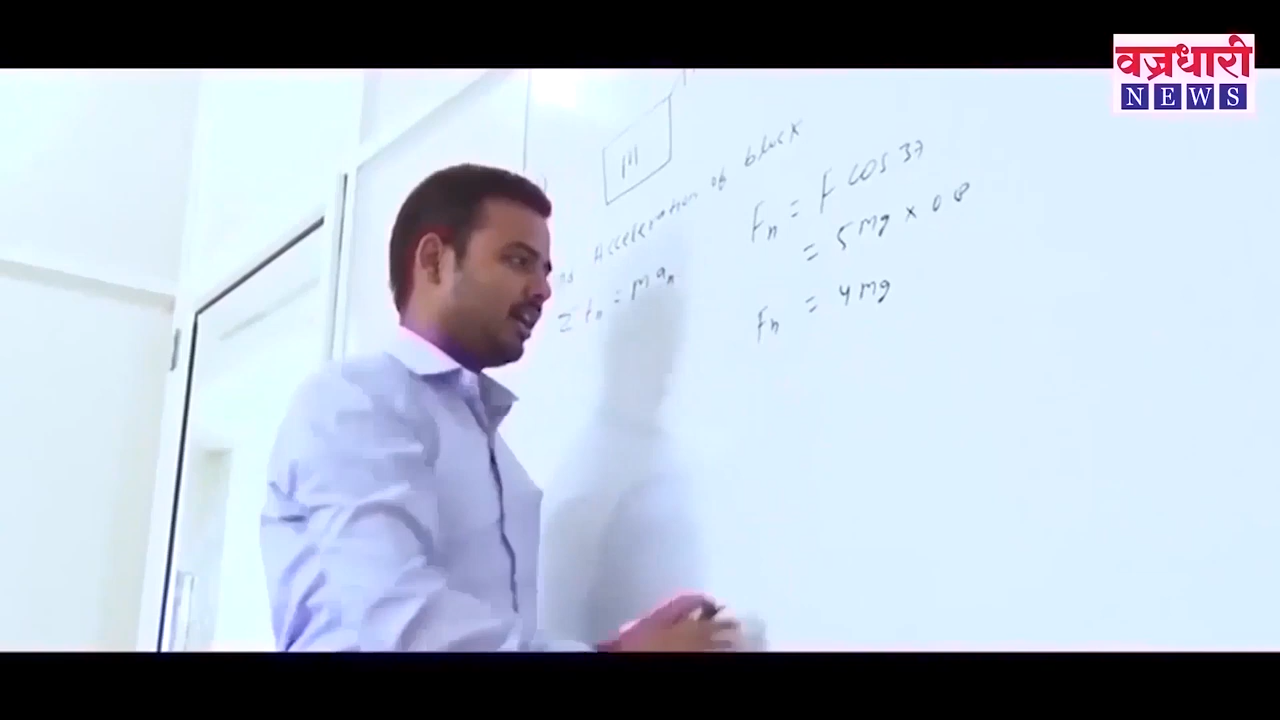 वज्रधारी
NEWS
M
Acceleration of block
Fn = F cos 37
= 5mg × 0 8
Fn = 4mg